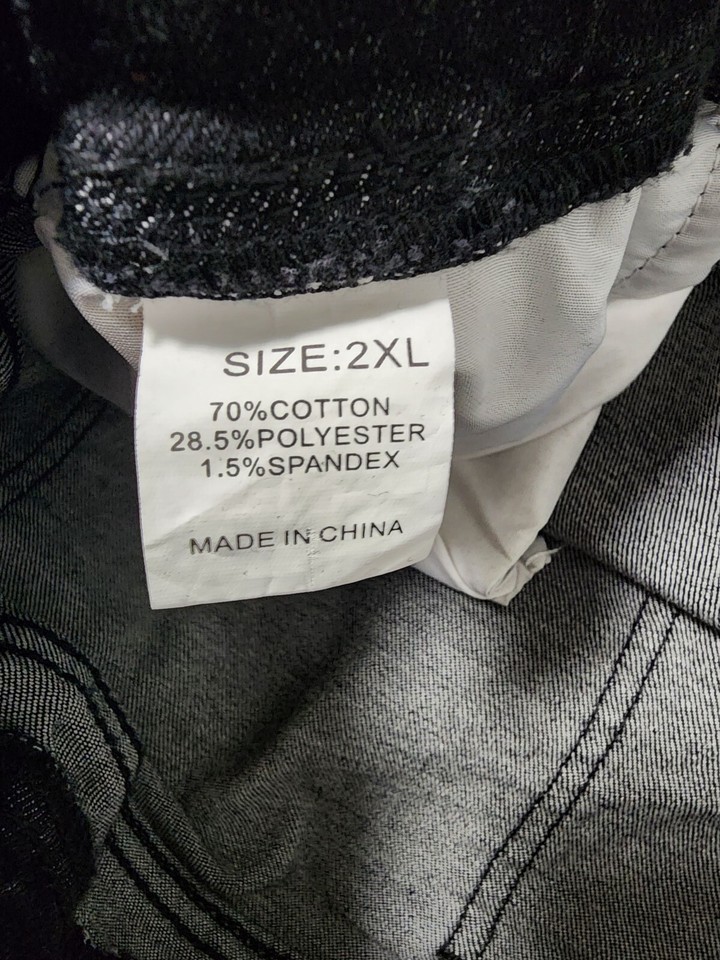 SIZE:2XL
70%COTTON
28.5%POLYESTER
1.5%SPANDEX
MADE IN CHINA